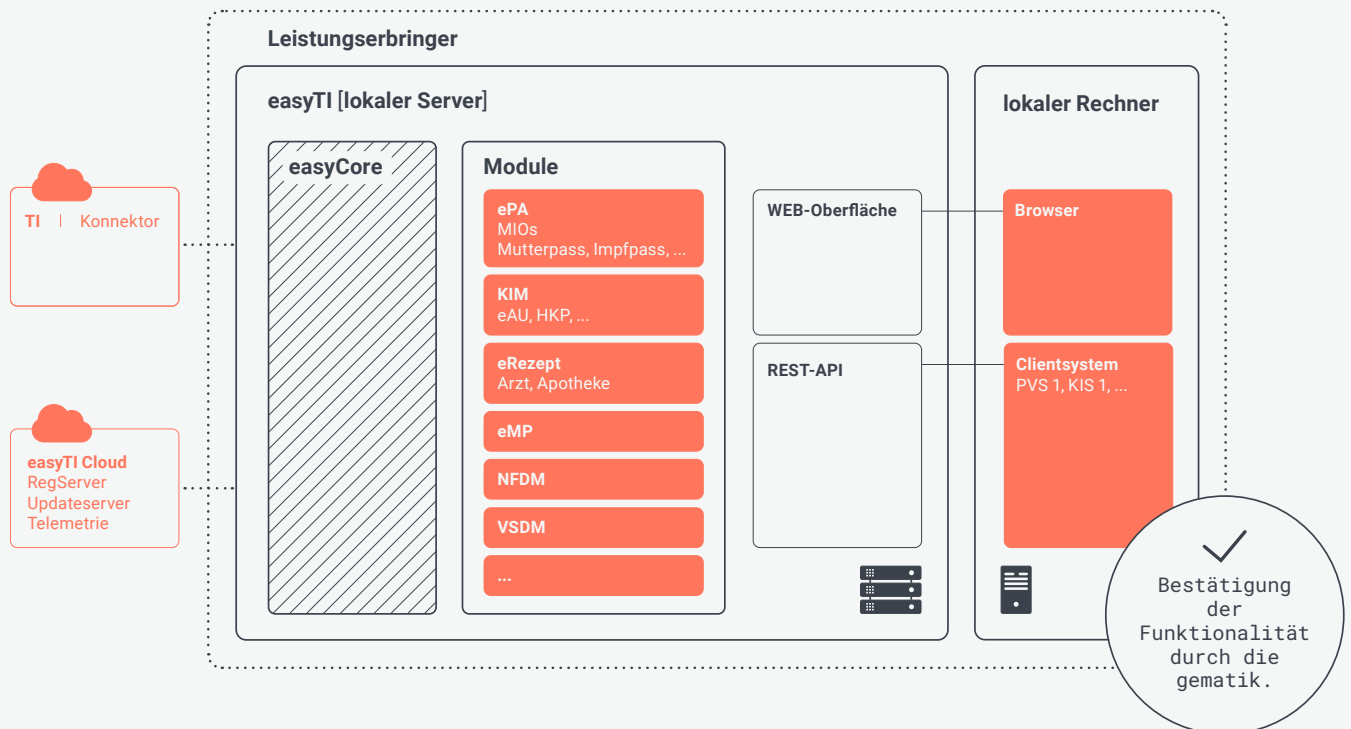 Leistungserbringer
easyTI [lokaler Server]
lokaler Rechner
easyCore
Module
TI | Konnektor
easyTI Cloud
RegServer
Updateserver
Telemetrie
ePA
MIOs
Mutterpass, Impfpass, ...
KIM
eAU, HKP, ...
eRezept
Arzt, Apotheke
eMP
NFDM
VSDM
...
WEB-Oberfläche
REST-API
Browser
Clientsystem
PVS 1, KIS 1, ...
Bestätigung
der
Funktionalität
durch die
gematik.